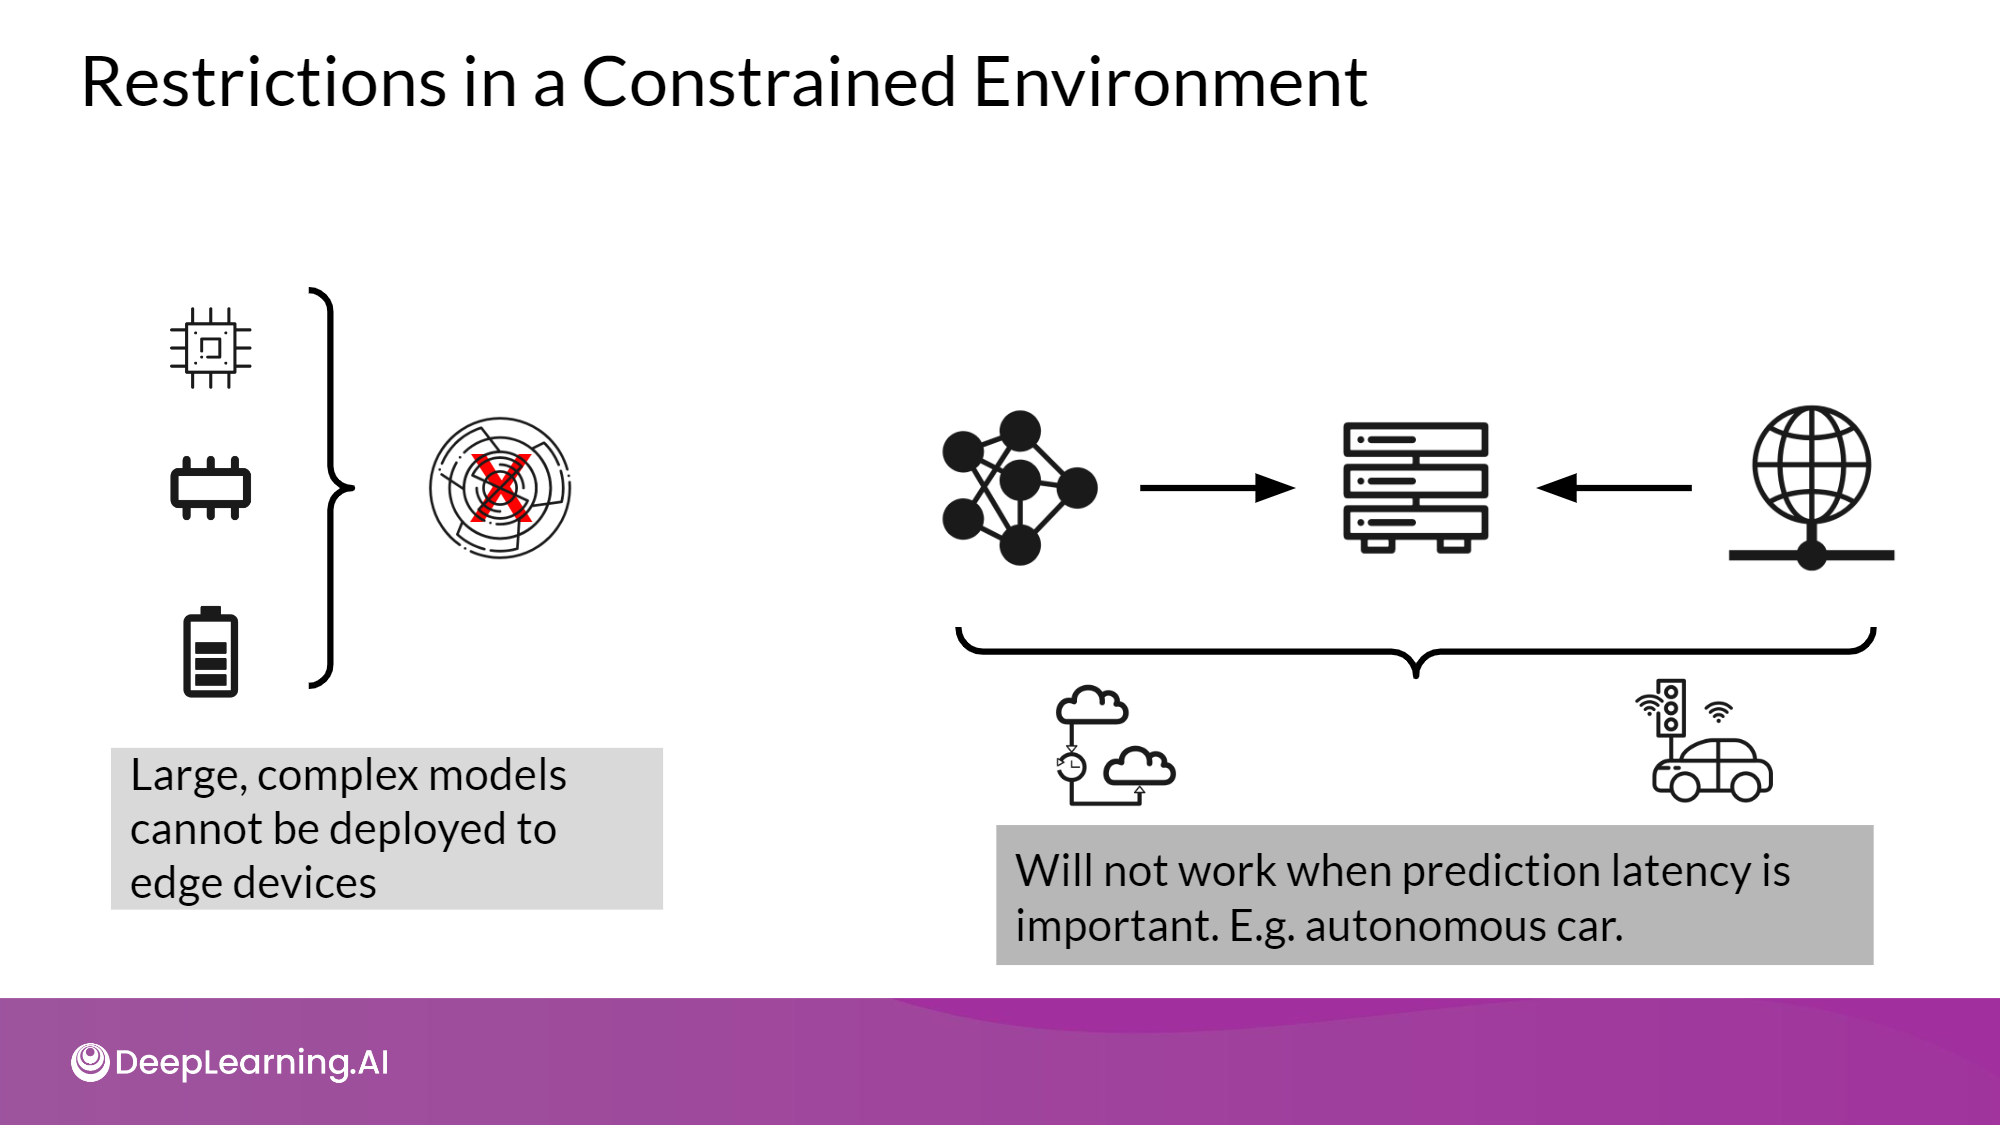 Restrictions in a Constrained Environment
Large, complex models
cannot be deployed to
edge devices
Will not work when prediction latency is
important. E.g. autonomous car.
DeepLearning.AI